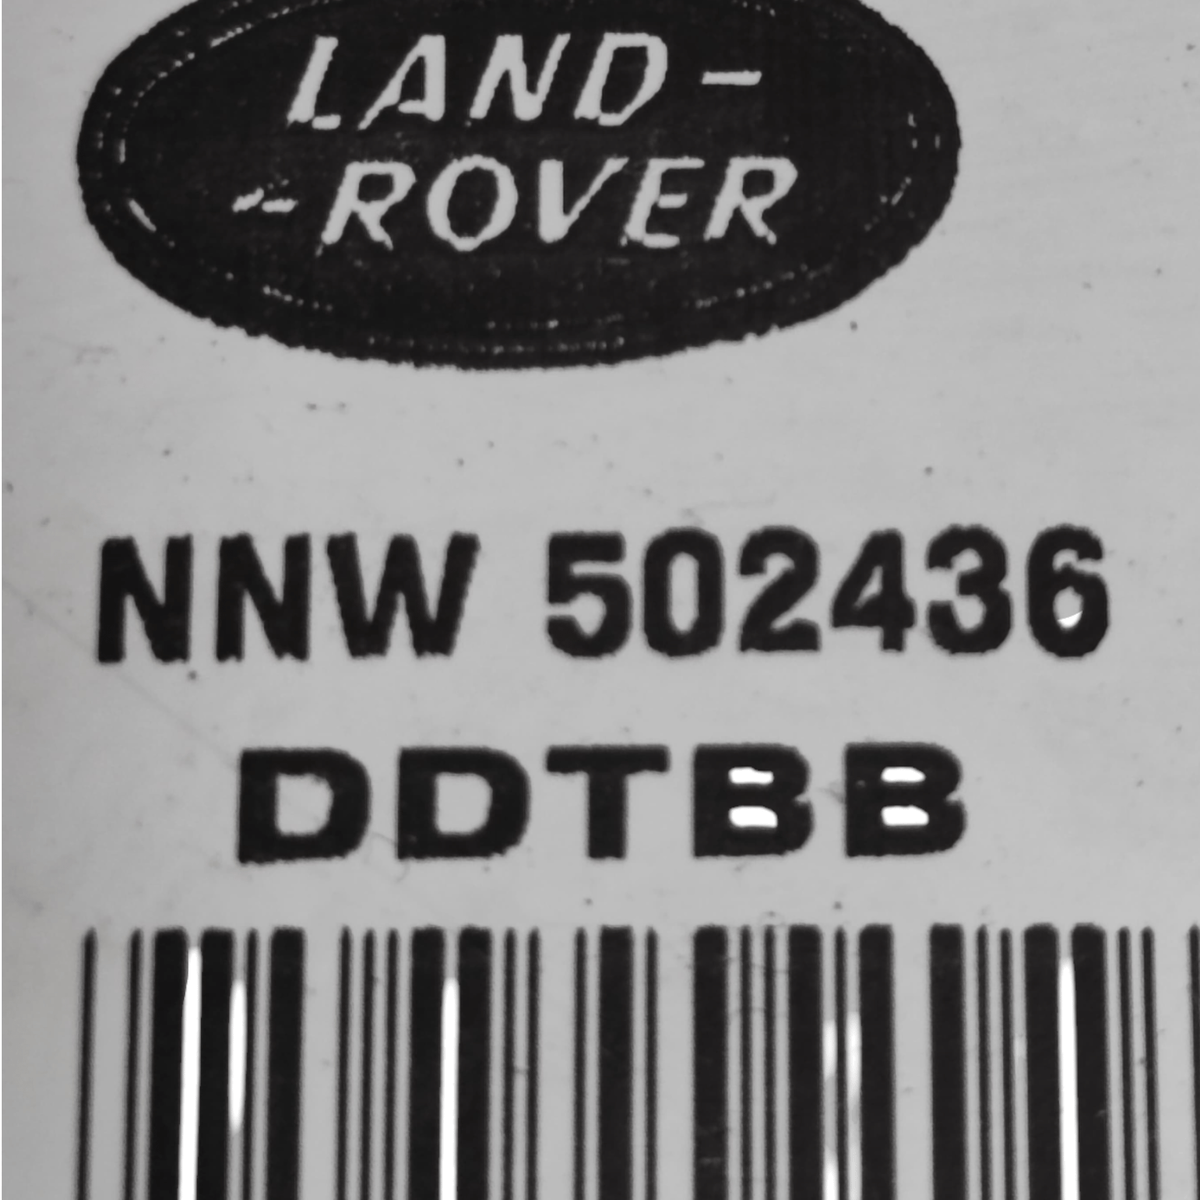 LAND-
-ROVER
NNW 502436
DDTBB